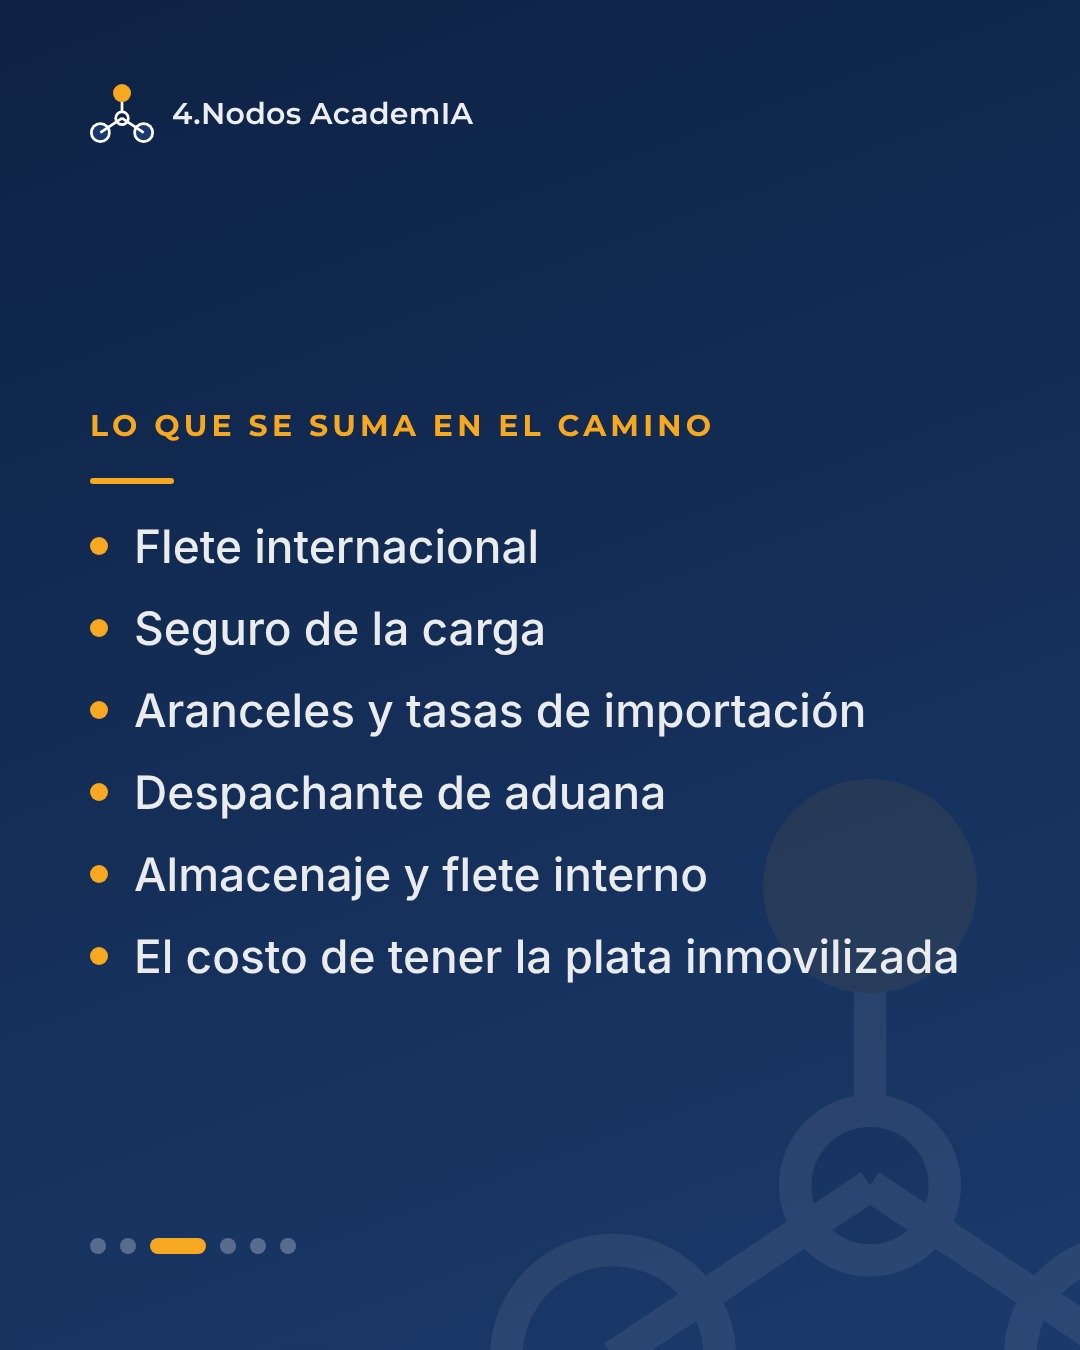 4.Nodos AcademIA
LO QUE SE SUMA EN EL CAMINO
Flete internacional
Seguro de la carga
Aranceles y tasas de importación
Despachante de aduana
Almacenaje y flete interno
El costo de tener la plata inmovilizada